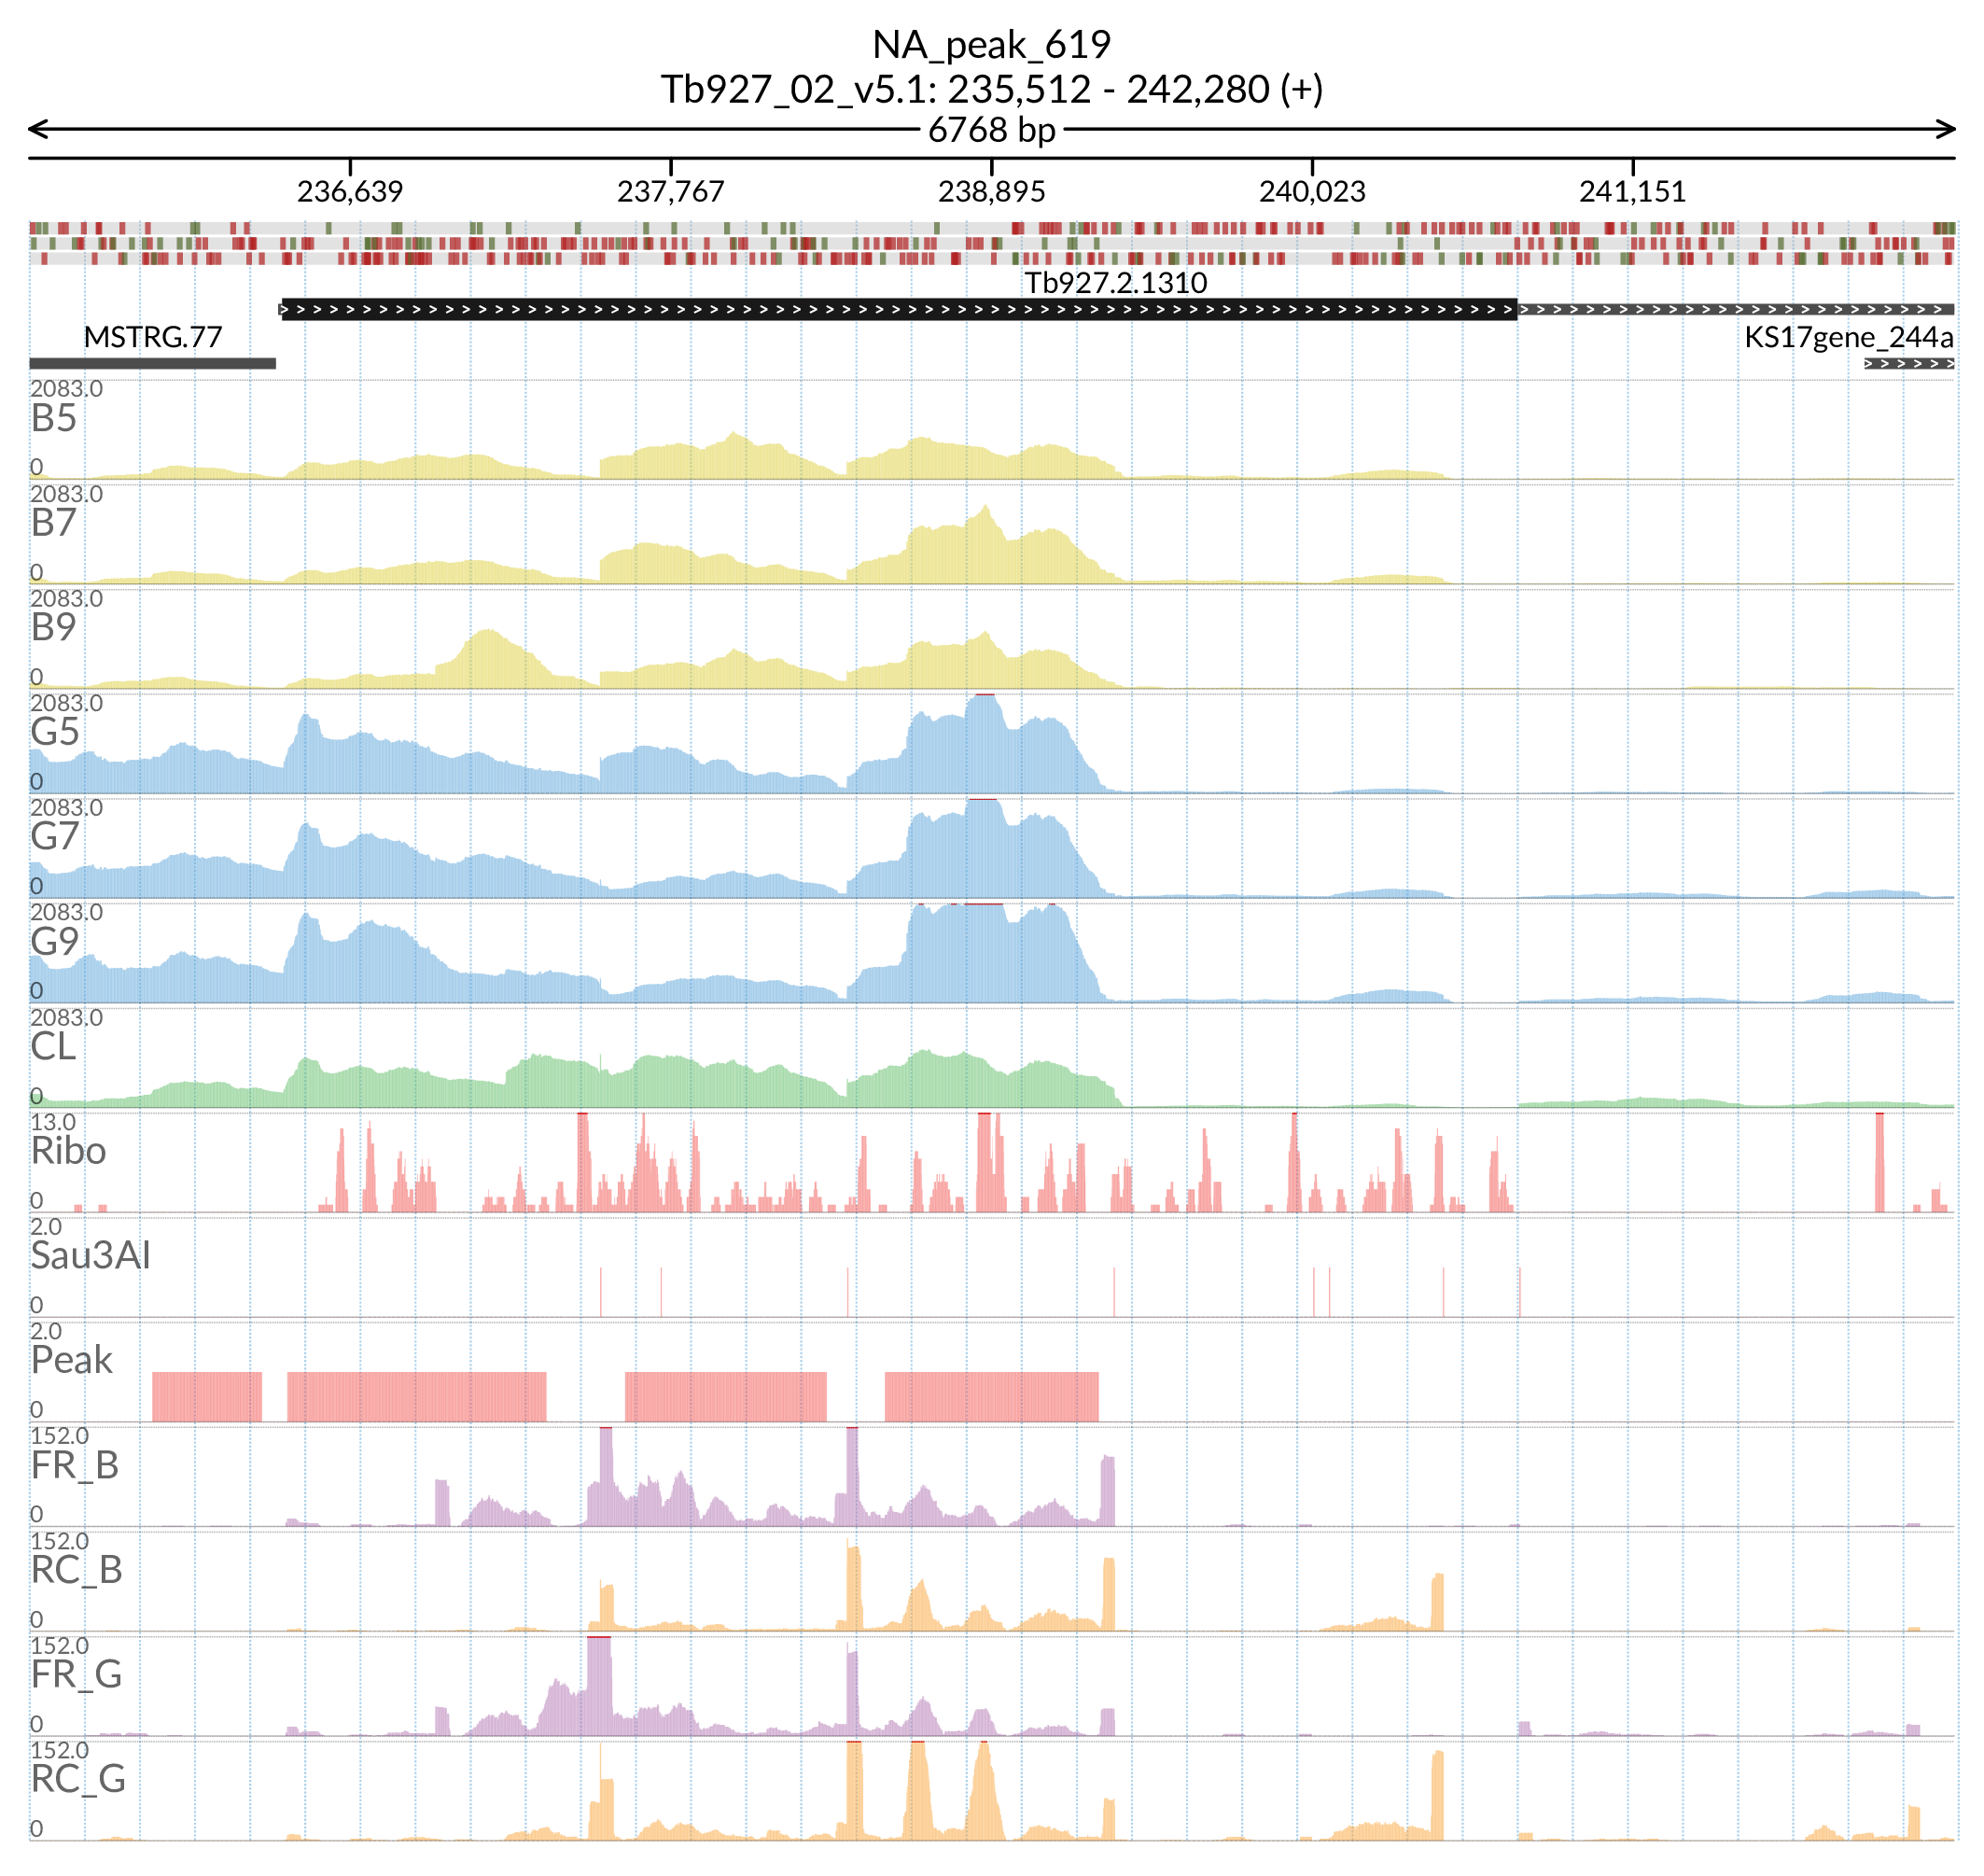 NA_peak_619
Tb927_02_v5.1: 235,512 - 242,280 (+)
6768 bp
236,639 237,767 238,895 240,023 241,151
Tb927.2.1310
MSTRG.77 KS17gene_244a
2083.0
B5
0
2083.0
B7
0
2083.0
B9
0
2083.0
G5
0
2083.0
G7
0
2083.0
G9
0
2083.0
CL
0
13.0
Ribo
0
2.0
Sau3AI
0
2.0
Peak
0
152.0
FR_B
0
152.0
RC_B
0
152.0
FR_G
0
152.0
RC_G
0